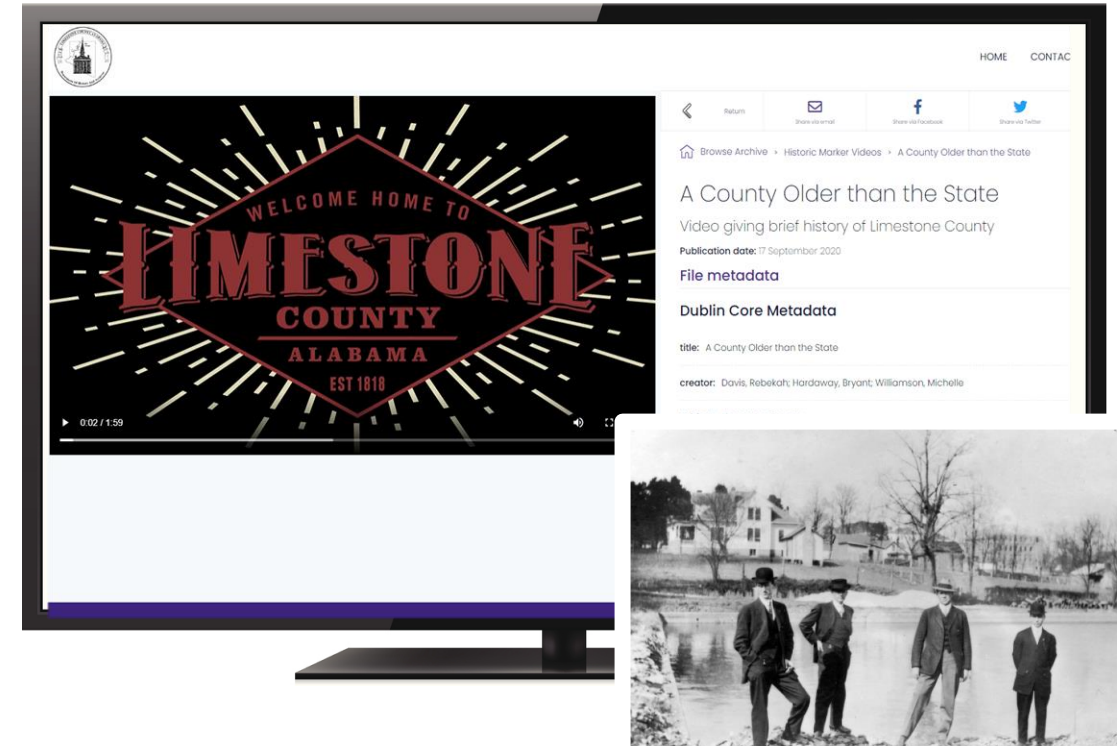 HOME CONTAC
WELCOME HOME TO
LIMESTONE
COUNTY
ALABAMA
EST 1818
0:02 / 1:59
Return
Share via email
Share via Facebook
Share via Twitter
Browse Archive › Historic Marker Videos › A County Older than the State
A County Older than the State
Video giving brief history of Limestone County
Publication date: 17 September 2020
File metadata
Dublin Core Metadata
title: A County Older than the State
creator: Davis, Rebekah; Hardaway, Bryant; Williamson, Michelle